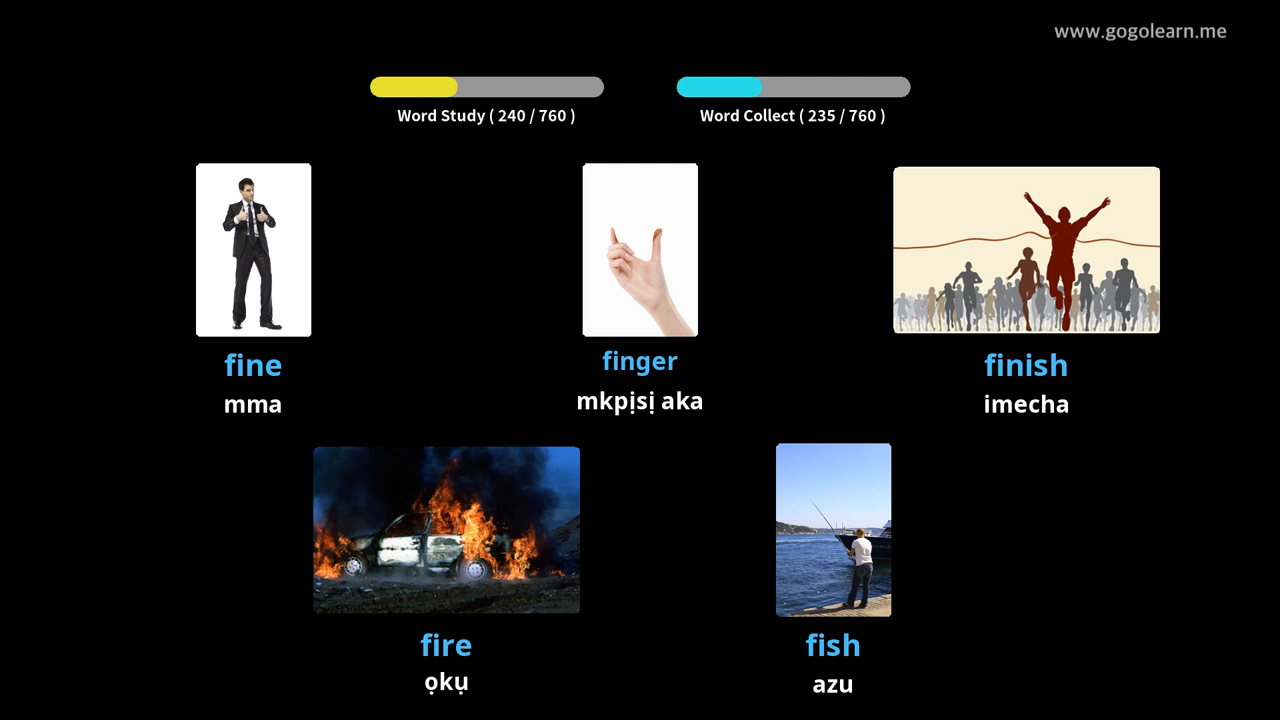 www.gogolearn.me
Word Study ( 240 / 760 )
Word Collect ( 235 / 760 )
fine
mma
finger
mkpịsị aka
finish
imecha
fire
ọkụ
fish
azu